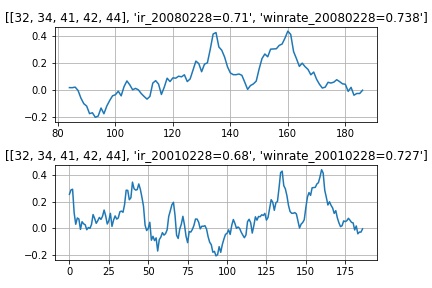 [[32, 34, 41, 42, 44], 'ir_20080228=0.71', 'winrate_20080228=0.738']
0.4
0.2
0.0
−0.2
80 100 120 140 160 180
[[32, 34, 41, 42, 44], 'ir_20010228=0.68', 'winrate_20010228=0.727']
0.4
0.2
0.0
−0.2
0 25 50 75 100 125 150 175